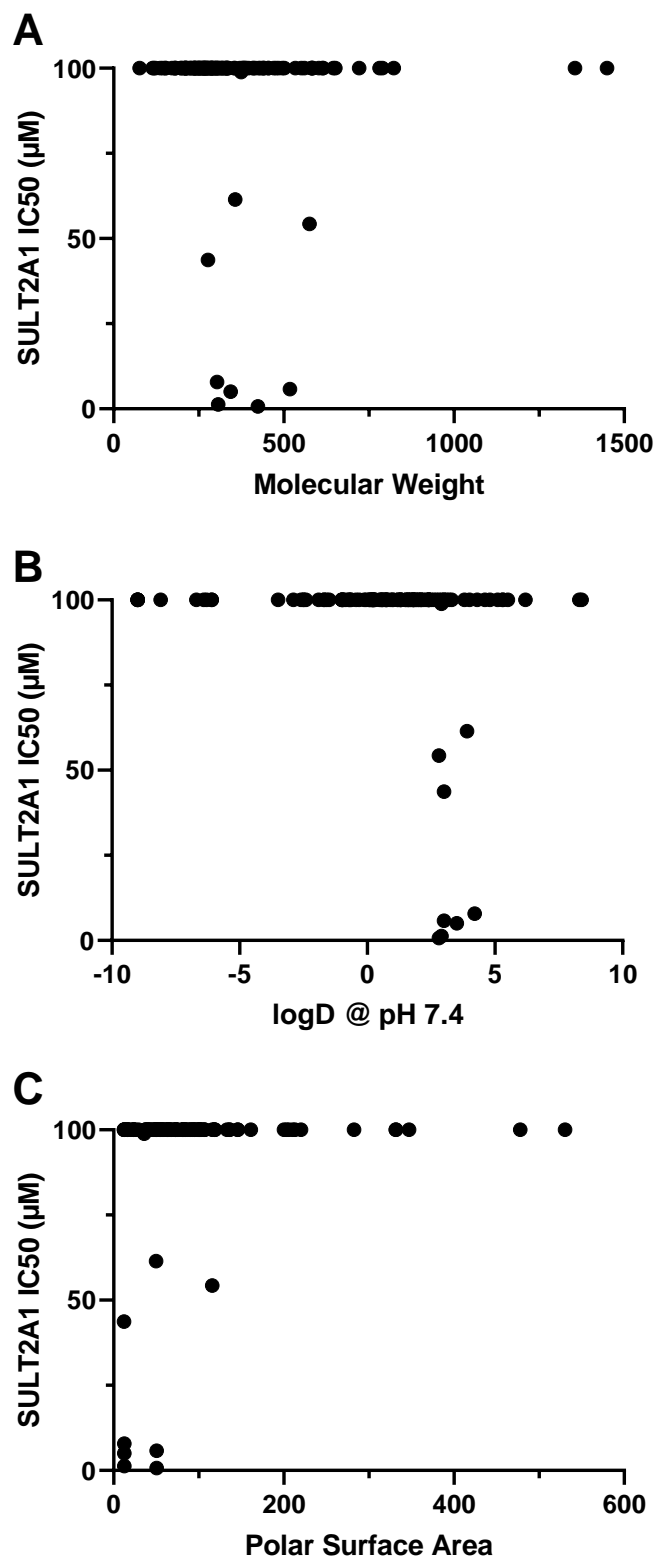 A
SULT2A1 IC50 (µM)
100
50
0
0 500 1000 1500
Molecular Weight
B
SULT2A1 IC50 (µM)
100
50
0
-10 -5 0 5 10
logD @ pH 7.4
C
SULT2A1 IC50 (µM)
100
50
0
0 200 400 600
Polar Surface Area